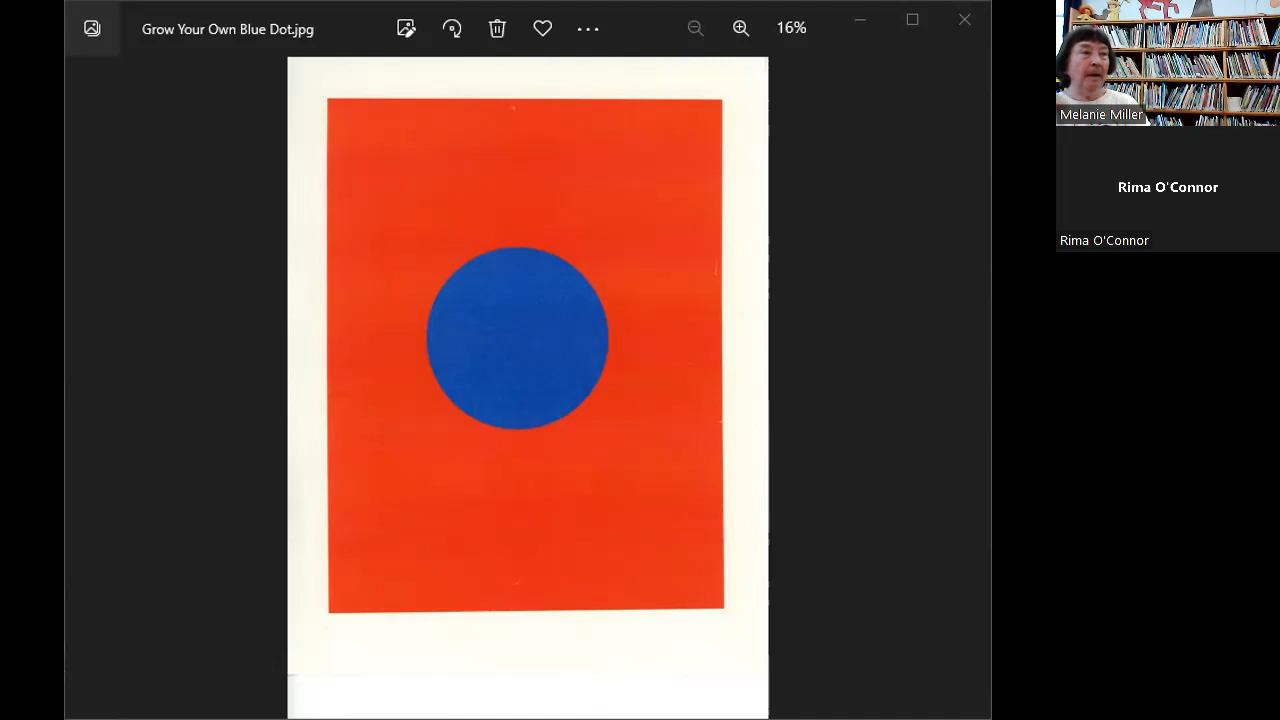 Grow Your Own Blue Dot.jpg
16%
Melanie Miller
Rima O'Connor
Rima O'Connor